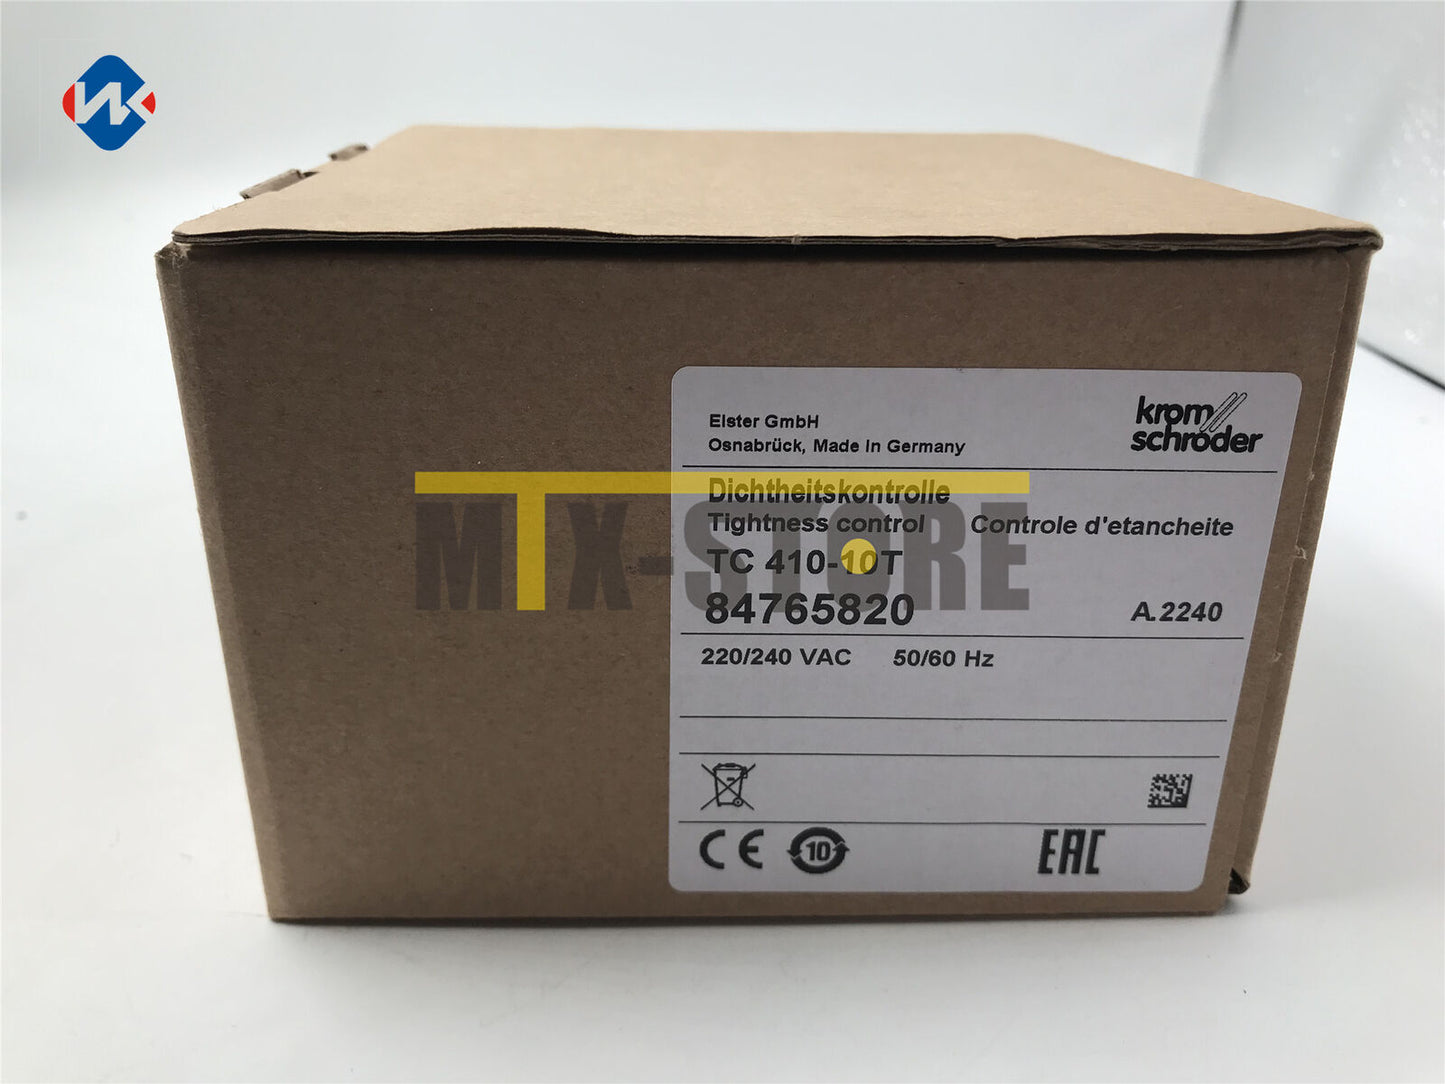 Elster GmbH
Osnabrück, Made in Germany
krom
schroder
Dichtheitskontrolle
Tightness control Controle d'etancheite
TC 410-10T
84765820 A.2240
220/240 VAC 50/60 Hz
CE 10 EAC
MTX-STORE